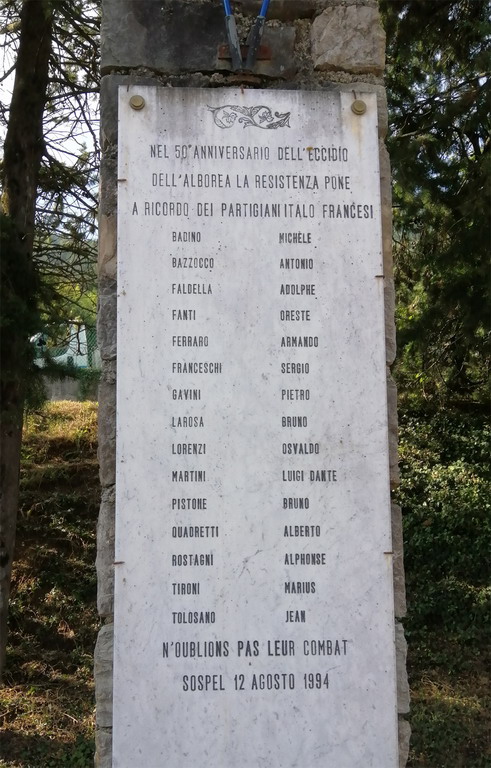 NEL 50°ANNIVERSARIO DELL'ECCIDIO
DELL'ALBOREA LA RESISTENZA PONE
A RICORDO DEI PARTIGIANI ITALO FRANCESI
BADINO MICHÈLE
BAZZOCCO ANTONIO
FALDELLA ADOLPHE
FANTI ORESTE
FERRARO ARMANDO
FRANCESCHI SERGIO
GAVINI PIETRO
LAROSA BRUNO
LORENZI OSVALDO
MARTINI LUIGI DANTE
PISTONE BRUNO
QUADRETTI ALBERTO
ROSTAGNI ALPHONSE
TIRONI MARIUS
TOLOSANO JEAN
N'OUBLIONS PAS LEUR COMBAT
SOSPEL 12 AGOSTO 1994